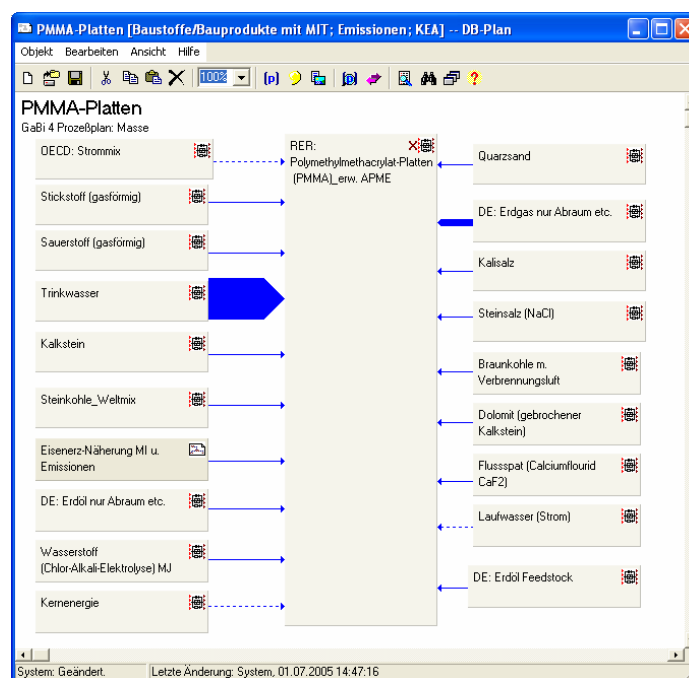 PMMA-Platten [Baustoffe/Bauprodukte mit MIT; Emissionen; KEA] -- DB-Plan
Objekt Bearbeiten Ansicht Hilfe
100%
PMMA-Platten
GaBi 4 Prozeßplan: Masse
OECD: Strommix
Stickstoff (gasförmig)
Sauerstoff (gasförmig)
Trinkwasser
Kalkstein
Steinkohle_Weltmix
Eisenerz-Näherung MI u.
Emissionen
DE: Erdöl nur Abraum etc.
Wasserstoff
(Chlor-Alkali-Elektrolyse) MJ
Kernenergie
RER:
Polymethylmethacrylat-Platten
(PMMA)_erw. APME
Quarzsand
DE: Erdgas nur Abraum etc.
Kalisalz
Steinsalz (NaCl)
Braunkohle m.
Verbrennungsluft
Dolomit (gebrochener
Kalkstein)
Flussspat (Calciumflourid
CaF2)
Laufwasser (Strom)
DE: Erdöl Feedstock
System: Geändert.
Letzte Änderung: System, 01.07.2005 14:47:16